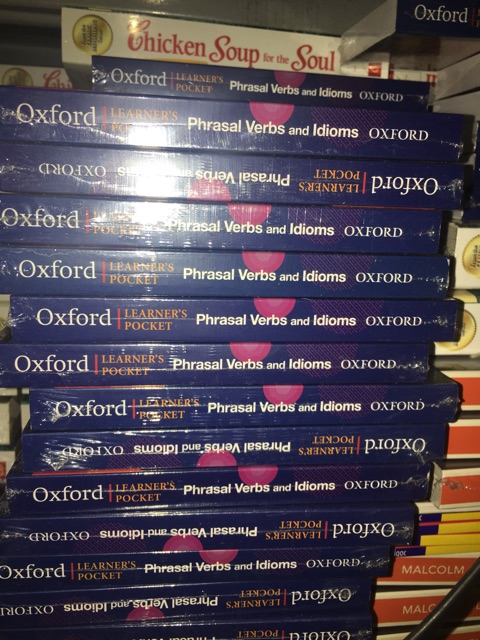 Oxford
Chicken Soup for the Soul
Oxford LEARNER'S POCKET Phrasal Verbs and Idioms OXFORD
Oxford LEARNER'S POCKET Phrasal Verbs and Idioms OXFORD
Oxford LEARNER'S POCKET Phrasal Verbs OXFORD
Oxford LEARNER'S Phrasal Verbs and Idioms OXFORD
Oxford LEARNER'S POCKET Phrasal Verbs and Idioms OXFORD
Oxford LEARNER'S POCKET Phrasal Verbs and Idioms OXFORD
Oxford LEARNER'S POCKET Phrasal Verbs and Idioms OXFORD
Oxford LEARNER'S POCKET Phrasal Verbs and Idioms OXFORD
Oxford LEARNER'S POCKET Phrasal Verbs and Idioms OXFORD
Oxford LEARNER'S POCKET Phrasal Verbs and Idioms OXFORD
Oxford LEARNER'S POCKET Phrasal Verbs and Idioms OXFORD
Oxford LEARNER'S POCKET Phrasal Verbs and Idioms OXFORD
MALCOLM
Oxford LEARNER'S POCKET Phrasal Verbs and Idioms OXFORD
MALCOLM
Oxford POCKET Phrasal Verbs and Idioms